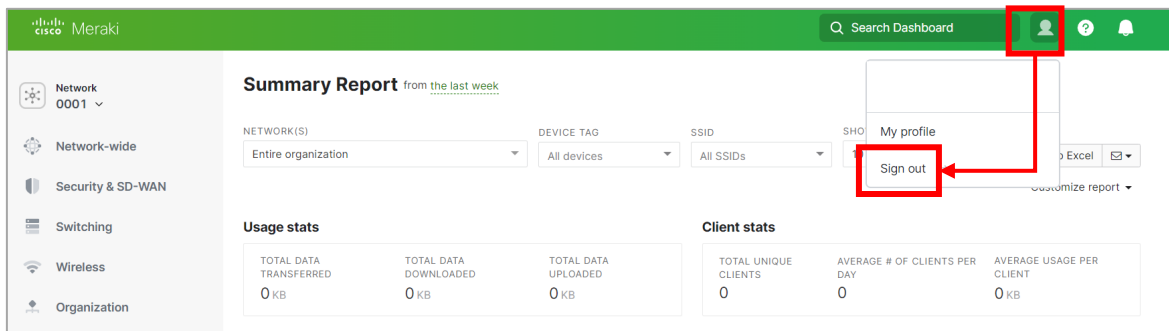 cisco Meraki
Search Dashboard
?
Network
0001
Network-wide
Security & SD-WAN
Switching
Wireless
Organization
Summary Report from the last week
NETWORK(S)
DEVICE TAG
SSID
SHO
Entire organization
All devices
All SSIDs
My profile
Sign out
Excel
Customize report
Usage stats
TOTAL DATA
TRANSFERRED
0 KB
TOTAL DATA
DOWNLOADED
0 KB
TOTAL DATA
UPLOADED
0 KB
Client stats
TOTAL UNIQUE
CLIENTS
0
AVERAGE # OF CLIENTS PER
DAY
0
AVERAGE USAGE PER
CLIENT
0 KB